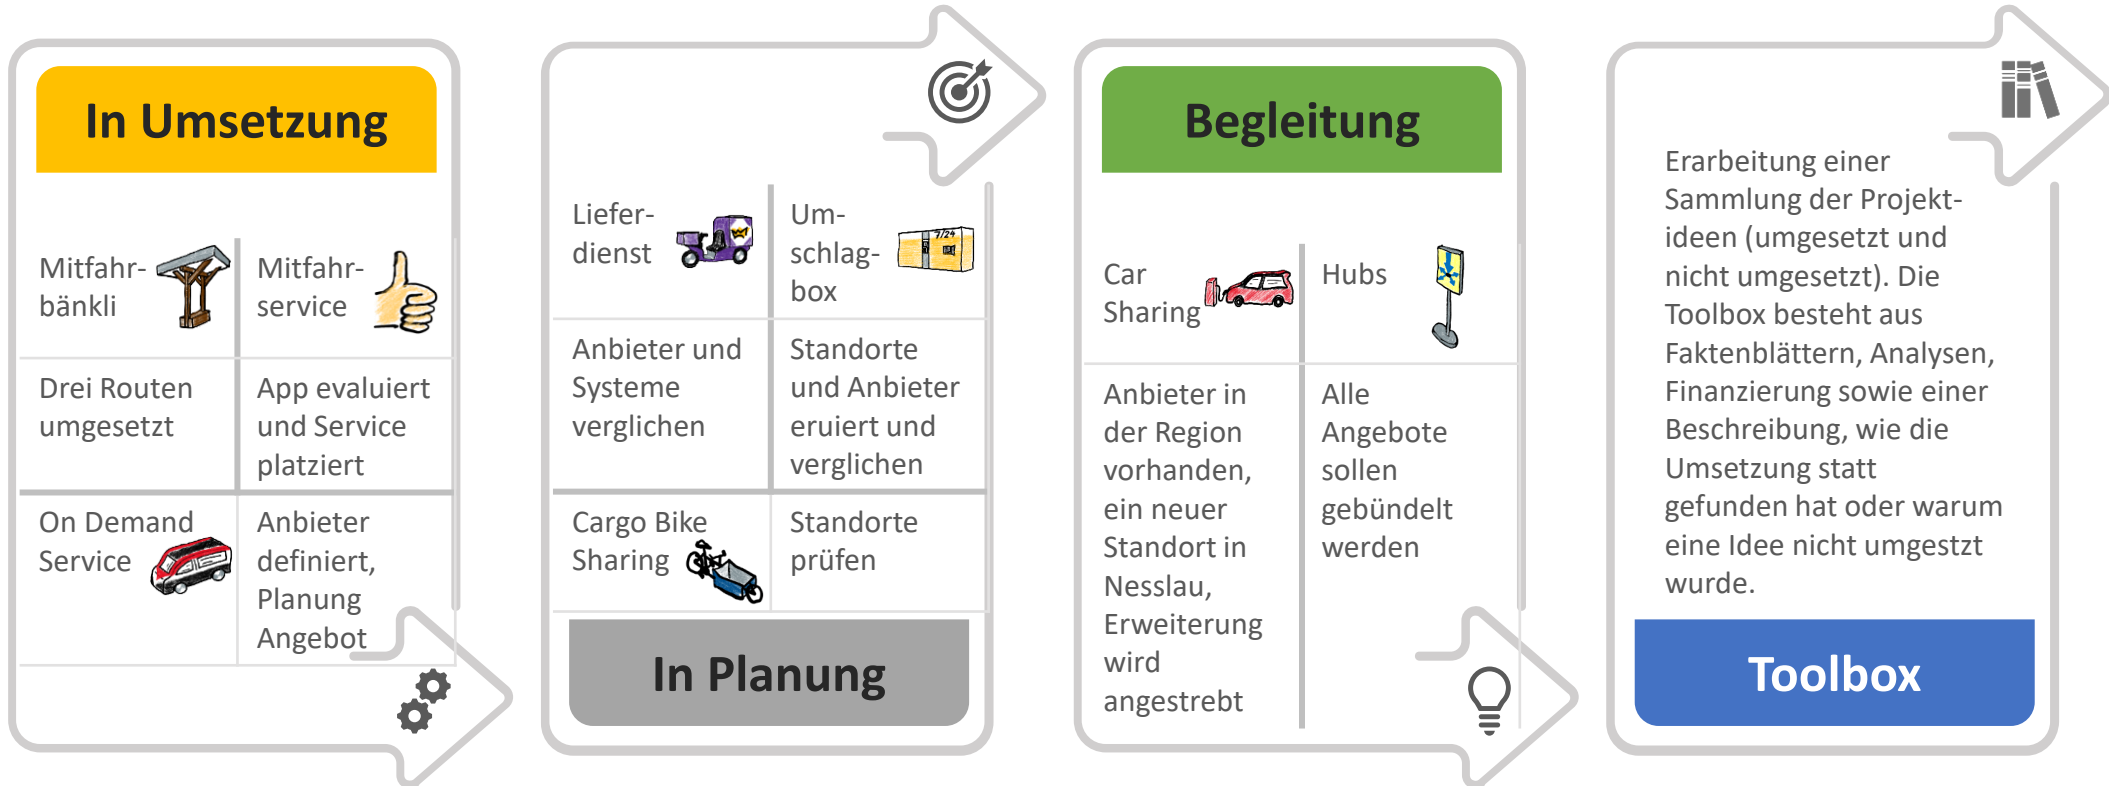 In Umsetzung
Mitfahr-
bänkli
Mitfahr-
service
Drei Routen
umgesetzt
App evaluiert
und Service
platziert
On Demand
Service
Anbieter
definiert,
Planung
Angebot
Liefer-
dienst
Um-
schlag-
box
7/24
Anbieter und
Systeme
verglichen
Standorte
und Anbieter
eruiert und
verglichen
Cargo Bike
Sharing
Standorte
prüfen
In Planung
Begleitung
Car
Sharing
Hubs
Anbieter in
der Region
vorhanden,
ein neuer
Standort in
Nesslau,
Erweiterung
wird
angestrebt
Alle
Angebote
sollen
gebündelt
werden
Erarbeitung einer
Sammlung der Projekt-
ideen (umgesetzt und
nicht umgesetzt). Die
Toolbox besteht aus
Faktenblättern, Analysen,
Finanzierung sowie einer
Beschreibung, wie die
Umsetzung statt
gefunden hat oder warum
eine Idee nicht umgestzt
wurde.
Toolbox